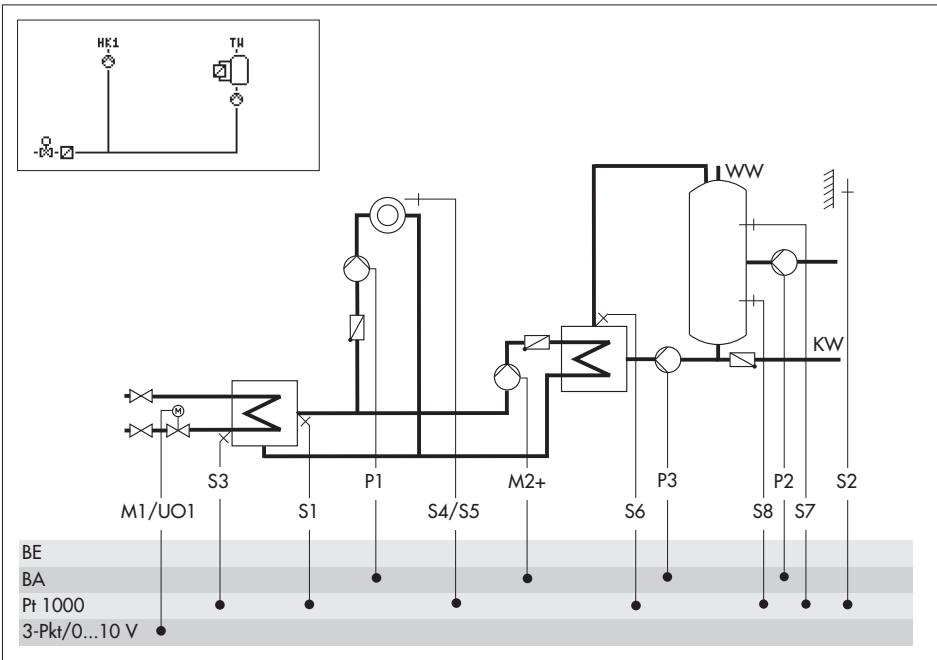 HK1 TW
WW
KW
M
S3 P1 M2+ P3 P2 S2
M1/UO1 S1 S4/S5 S6 S8 S7
BE
BA
Pt 1000
3-Pkt/0...10 V